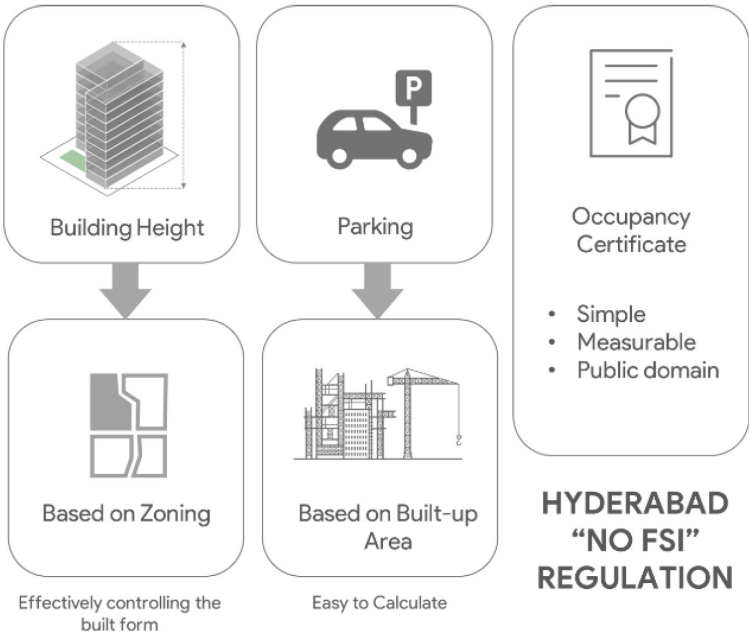 Building Height
P
Parking
Occupancy
Certificate
• Simple
• Measurable
• Public domain
Based on Zoning
Based on Built-up
Area
Effectively controlling the
built form
Easy to Calculate
HYDERABAD
“NO FSI”
REGULATION